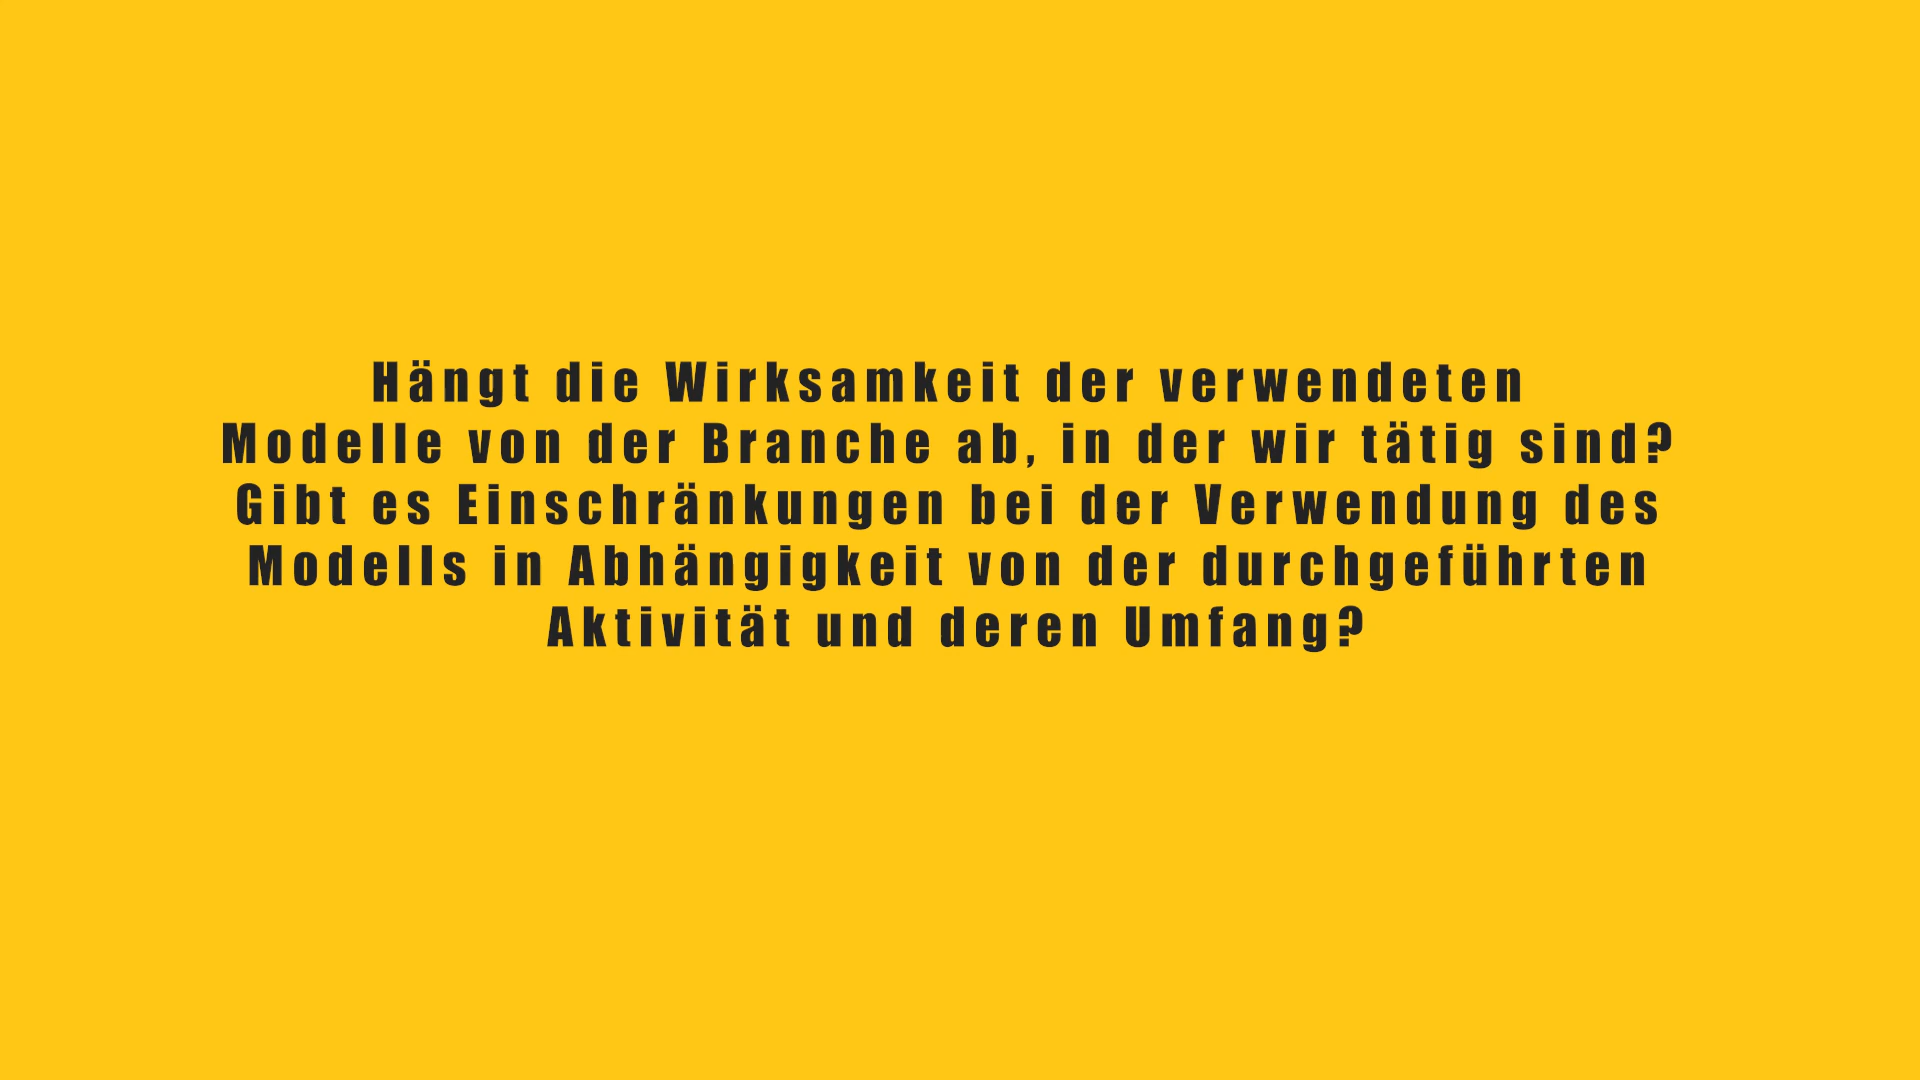 Hängt die Wirksamkeit der verwendeten
Modelle von der Branche ab, in der wir tätig sind?
Gibt es Einschränkungen bei der Verwendung des
Modells in Abhängigkeit von der durchgeführten
Aktivität und deren Umfang?